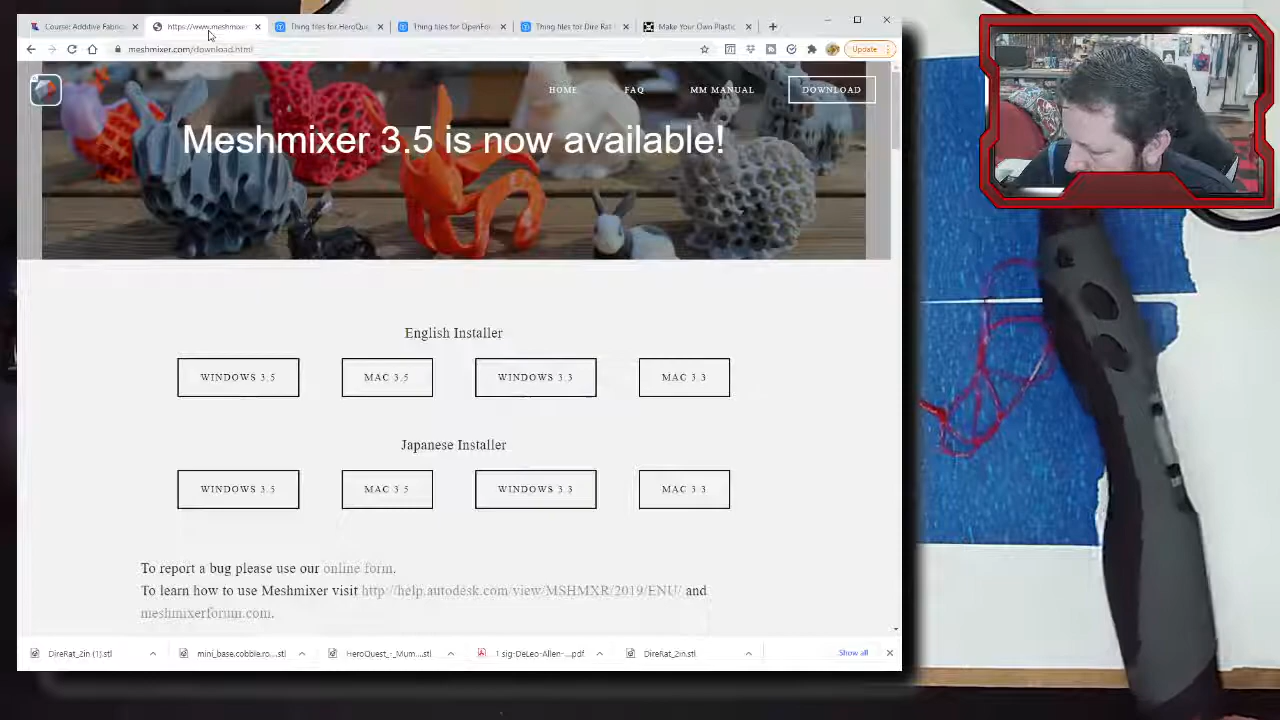 Course: Additive Fabric
https://www.meshmixer
Thing files for HeroQue
Thing files for OpenFor
Thing files for Dire Rat
Make Your Own Plastic
meshmixer.com/download.html
Update
HOME
FAQ
MM MANUAL
DOWNLOAD
Meshmixer 3.5 is now available!
English Installer
WINDOWS 3.5
MAC 3.5
WINDOWS 3.3
MAC 3.3
Japanese Installer
WINDOWS 3.5
MAC 3.5
WINDOWS 3.3
MAC 3.3
To report a bug please use our online form.
To learn how to use Meshmixer visit http://help.autodesk.com/view/MSHMXR/2019/ENU/ and
meshmixerforum.com.
DireRat_2in (1).stl
mini_base.cobble.ro....stl
HeroQuest_-_Mum....stl
1 sig-DeLeo-Allen-....pdf
DireRat_2in.stl
Show all